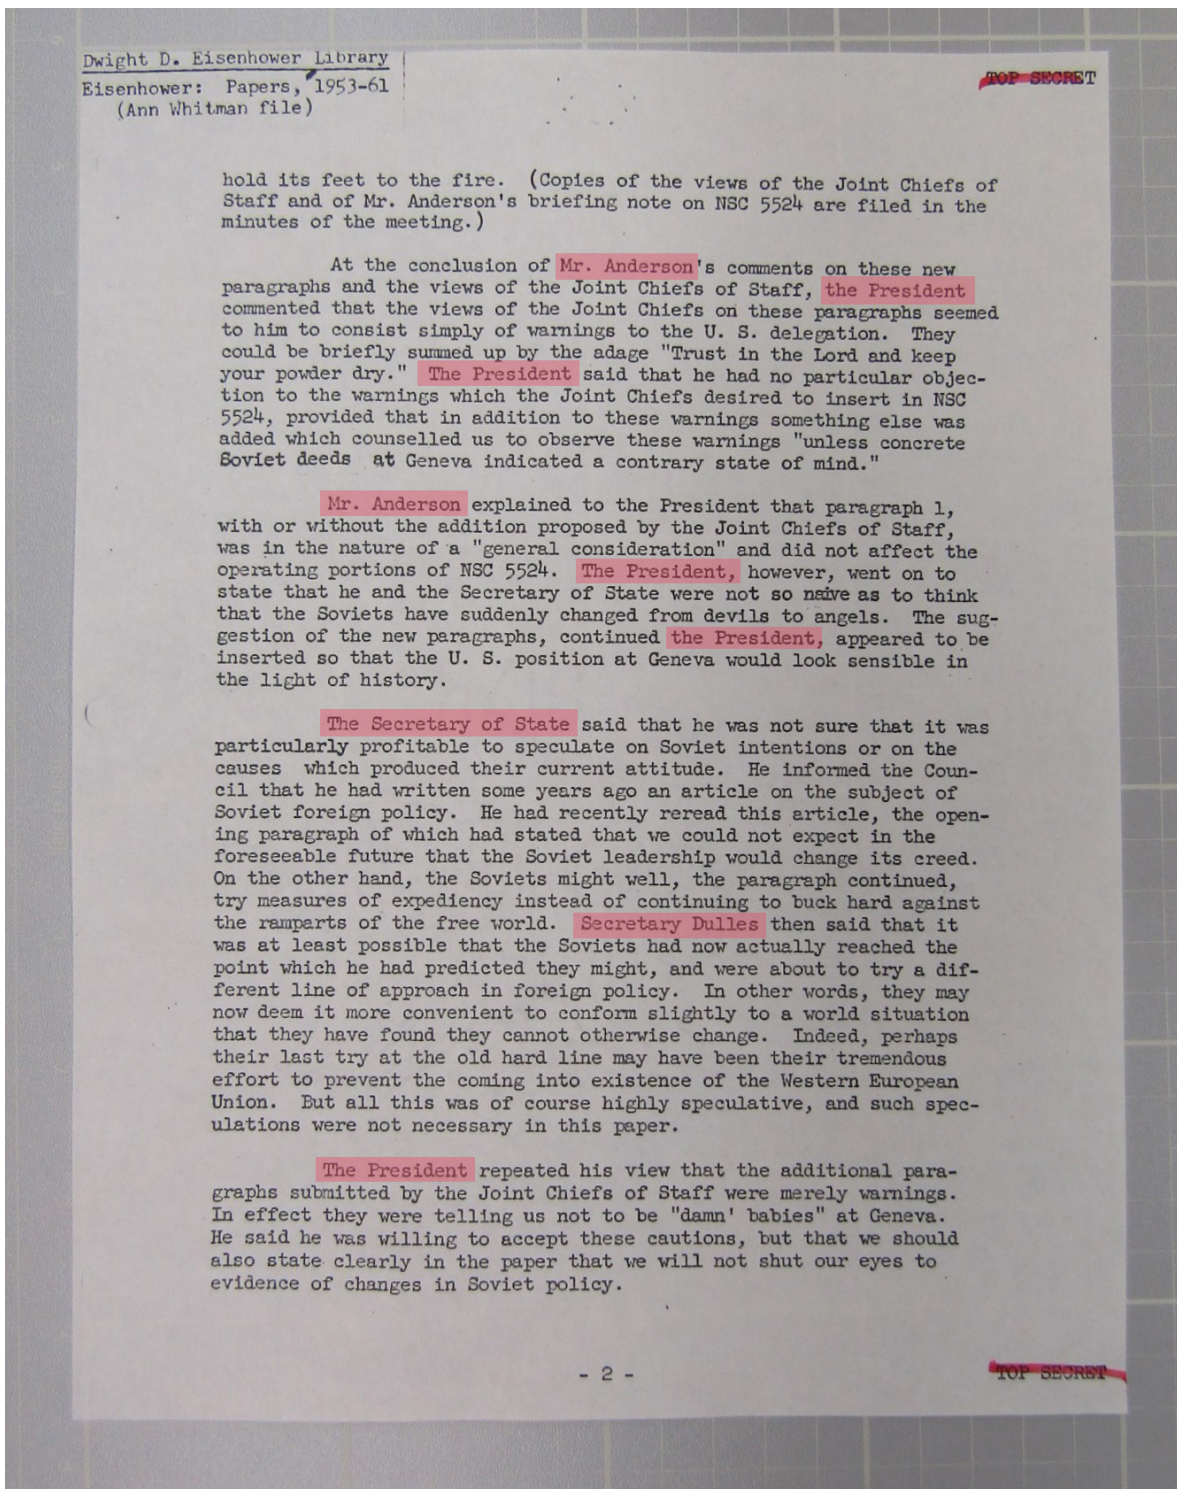 Dwight D. Eisenhower Library
Eisenhower: Papers, 1953-61
(Ann Whitman file)
TOP SECRET
hold its feet to the fire. (Copies of the views of the Joint Chiefs of
Staff and of Mr. Anderson's briefing note on NSC 5524 are filed in the
minutes of the meeting.)
At the conclusion of Mr. Anderson's comments on these new
paragraphs and the views of the Joint Chiefs of Staff, the President
commented that the views of the Joint Chiefs on these paragraphs seemed
to him to consist simply of warnings to the U. S. delegation. They
could be briefly summed up by the adage "Trust in the Lord and keep
your powder dry." The President said that he had no particular objec-
tion to the warnings which the Joint Chiefs desired to insert in NSC
5524, provided that in addition to these warnings something else was
added which counselled us to observe these warnings "unless concrete
Soviet deeds at Geneva indicated a contrary state of mind."
Mr. Anderson explained to the President that paragraph 1,
with or without the addition proposed by the Joint Chiefs of Staff,
was in the nature of a "general consideration" and did not affect the
operating portions of NSC 5524. The President, however, went on to
state that he and the Secretary of State were not so naive as to think
that the Soviets have suddenly changed from devils to angels. The sug-
gestion of the new paragraphs, continued the President, appeared to be
inserted so that the U. S. position at Geneva would look sensible in
the light of history.
The Secretary of State said that he was not sure that it was
particularly profitable to speculate on Soviet intentions or on the
causes which produced their current attitude. He informed the Coun-
cil that he had written some years ago an article on the subject of
Soviet foreign policy. He had recently reread this article, the open-
ing paragraph of which had stated that we could not expect in the
foreseeable future that the Soviet leadership would change its creed.
On the other hand, the Soviets might well, the paragraph continued,
try measures of expediency instead of continuing to buck hard against
the ramparts of the free world. Secretary Dulles then said that it
was at least possible that the Soviets had now actually reached the
point which he had predicted they might, and were about to try a dif-
ferent line of approach in foreign policy. In other words, they may
now deem it more convenient to conform slightly to a world situation
that they have found they cannot otherwise change. Indeed, perhaps
their last try at the old hard line may have been their tremendous
effort to prevent the coming into existence of the Western European
Union. But all this was of course highly speculative, and such spec-
ulations were not necessary in this paper.
The President repeated his view that the additional para-
graphs submitted by the Joint Chiefs of Staff were merely warnings.
In effect they were telling us not to be "damn' babies" at Geneva.
He said he was willing to accept these cautions, but that we should
also state clearly in the paper that we will not shut our eyes to
evidence of changes in Soviet policy.
- 2 -
TOP SECRET